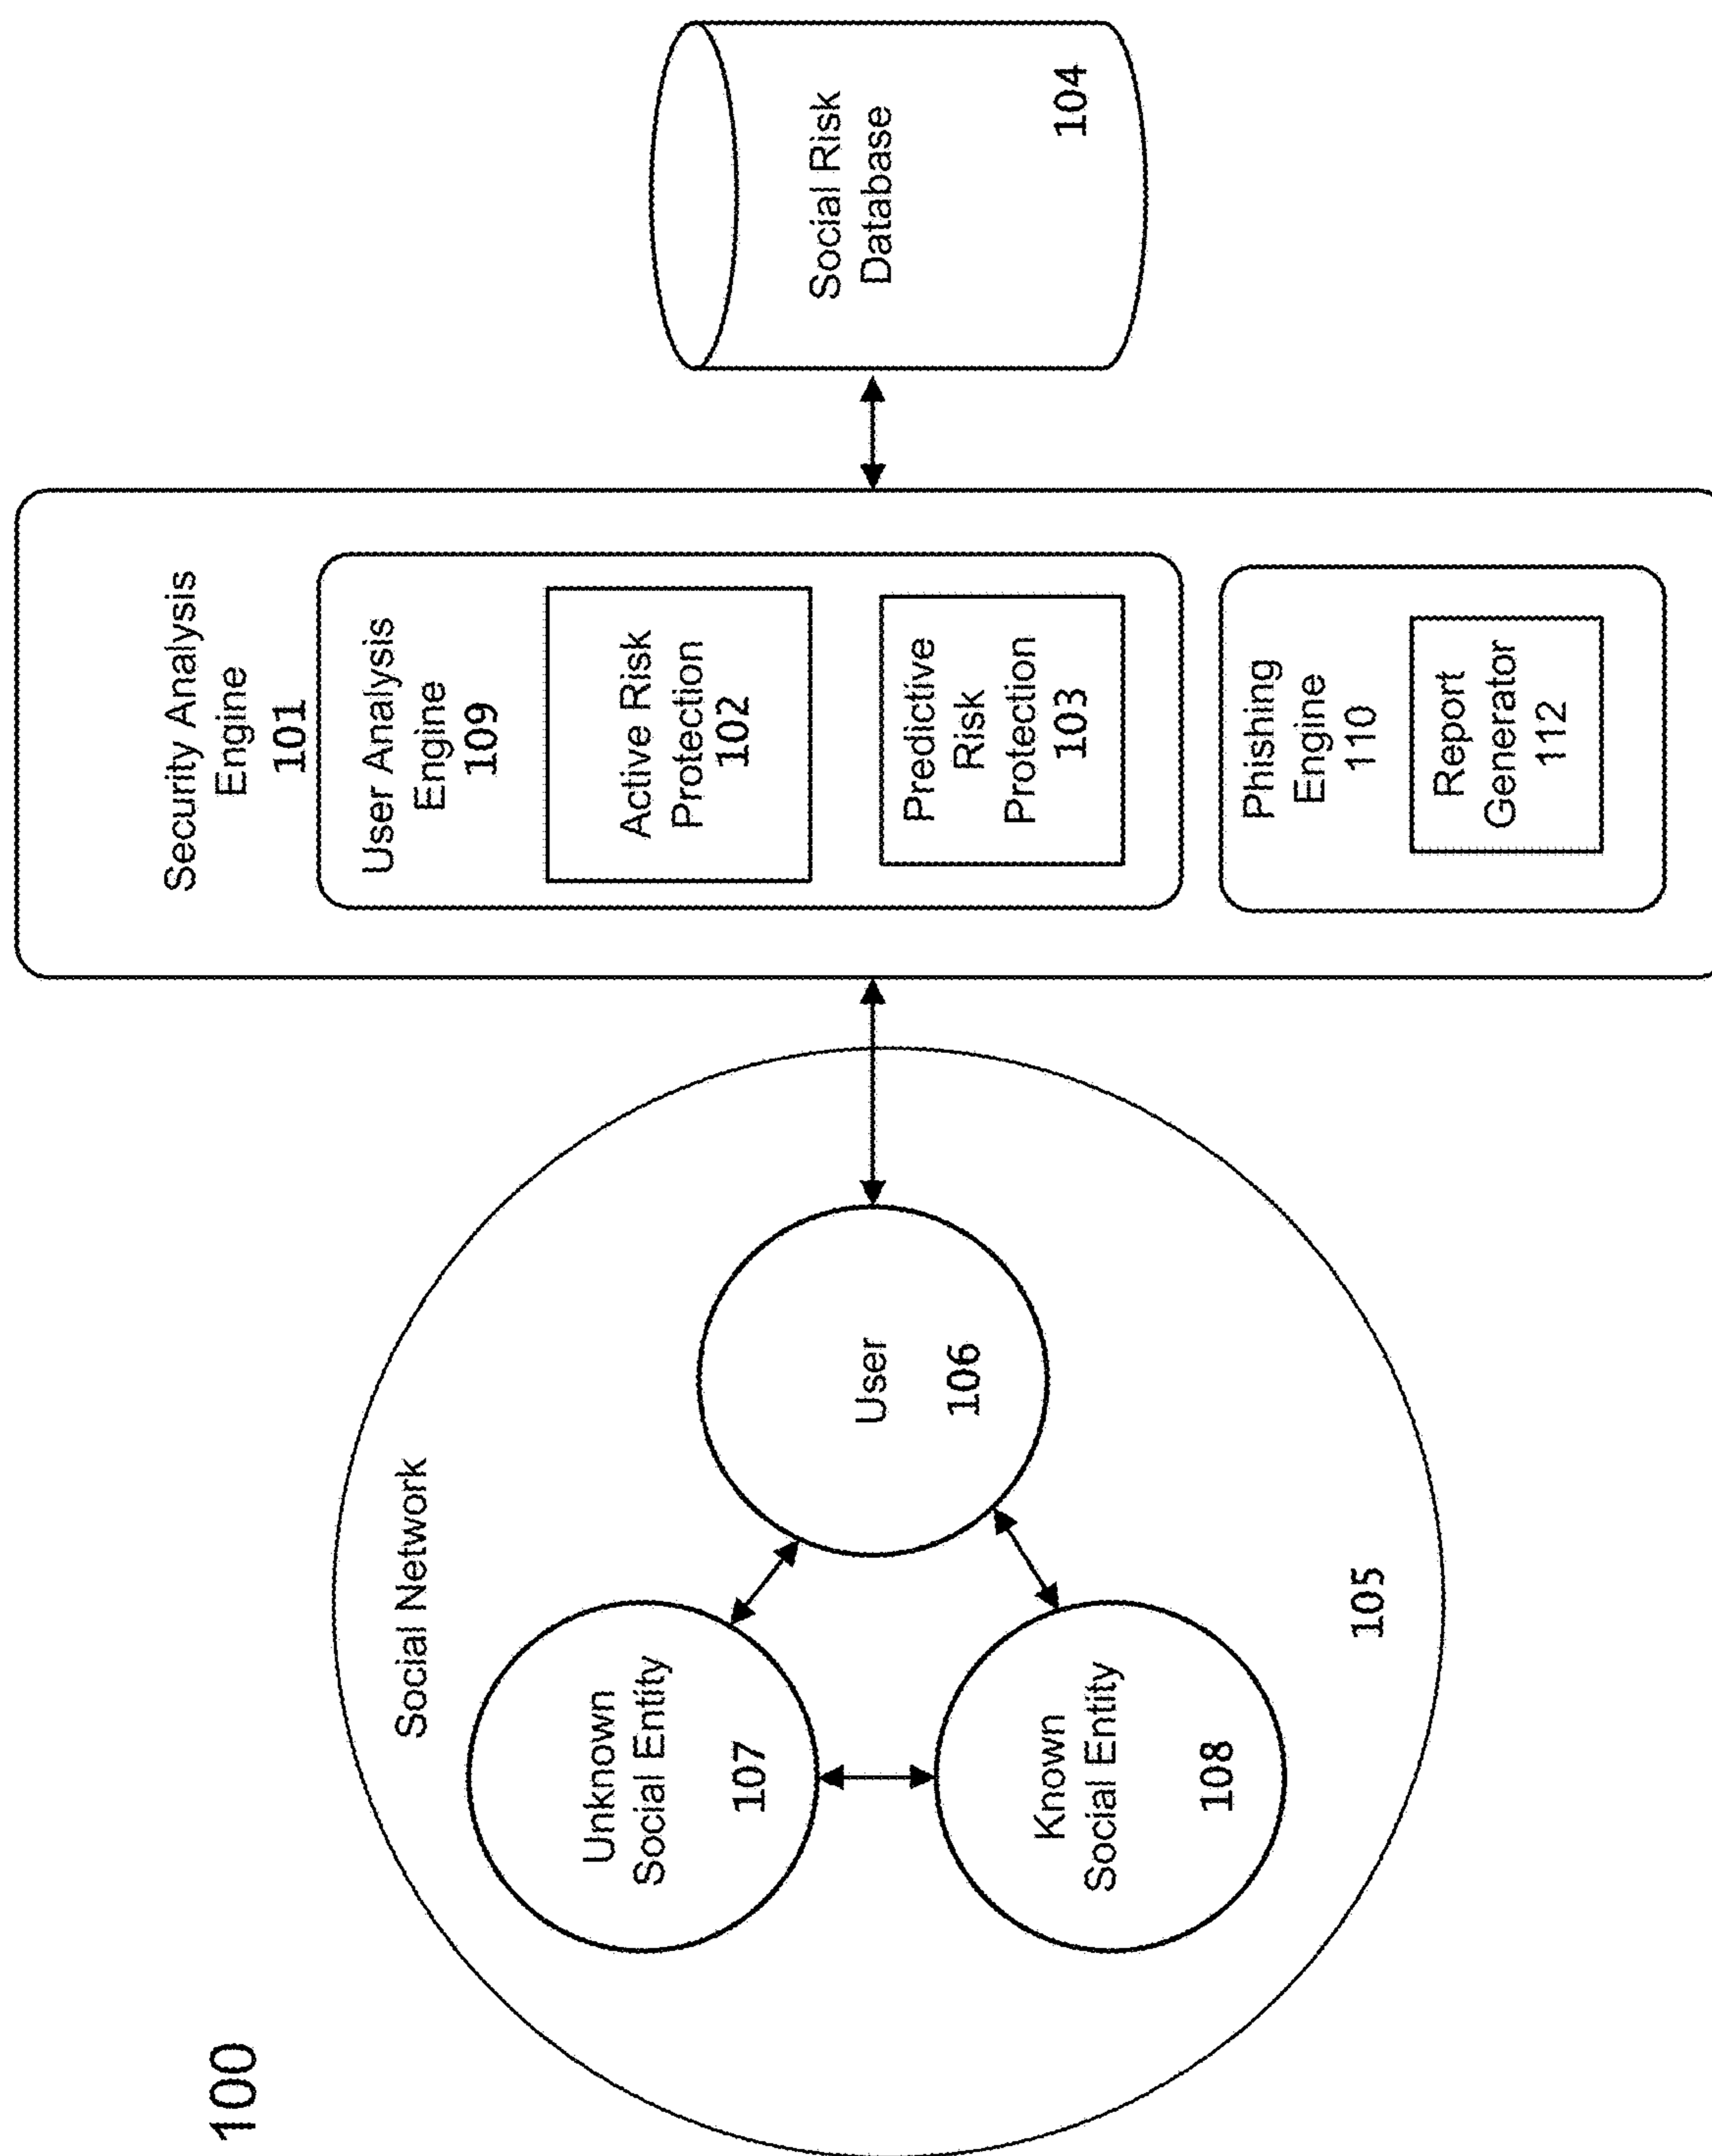 100
Social Network
Unknown
Social Entity
107
Known
Social Entity
108
User
106
105
Security Analysis
Engine
101
User Analysis
Engine
109
Active Risk
Protection
102
Predictive
Risk
Protection
103
Phishing
Engine
110
Report
Generator
112
Social Risk
Database
104